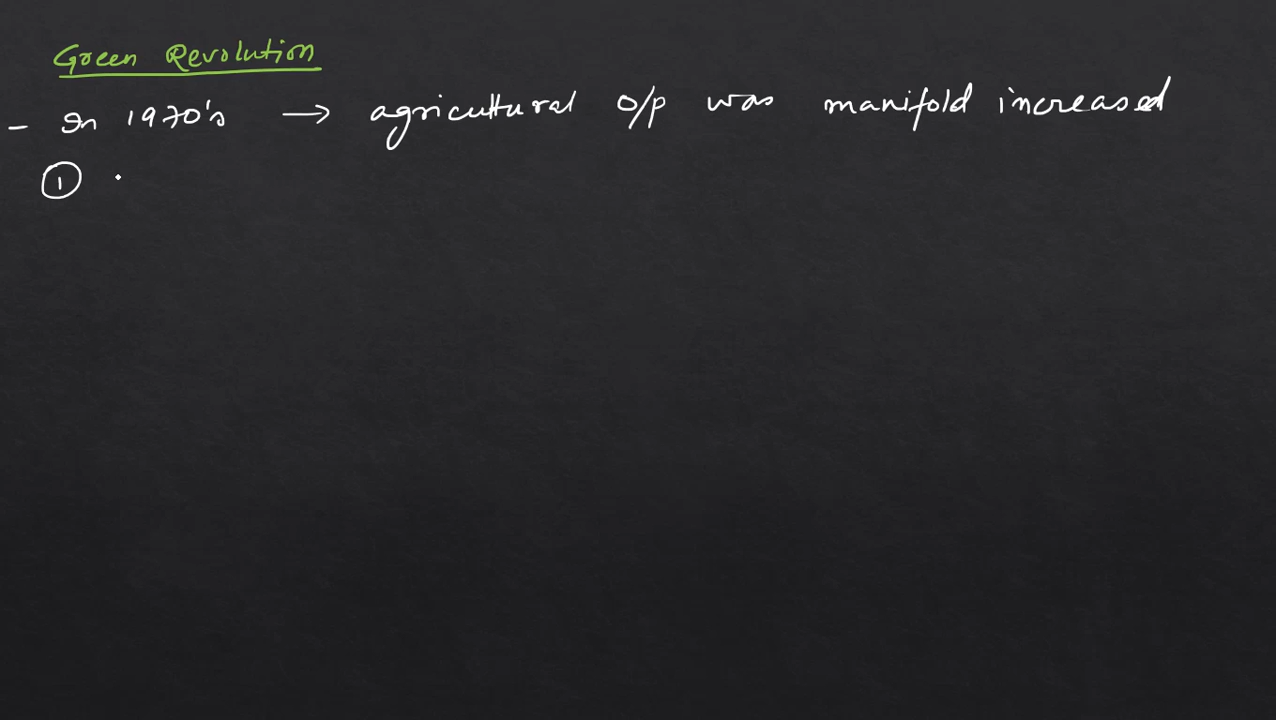 Green Revolution
- In 1970's → agricultural o/p was manifold increased
①